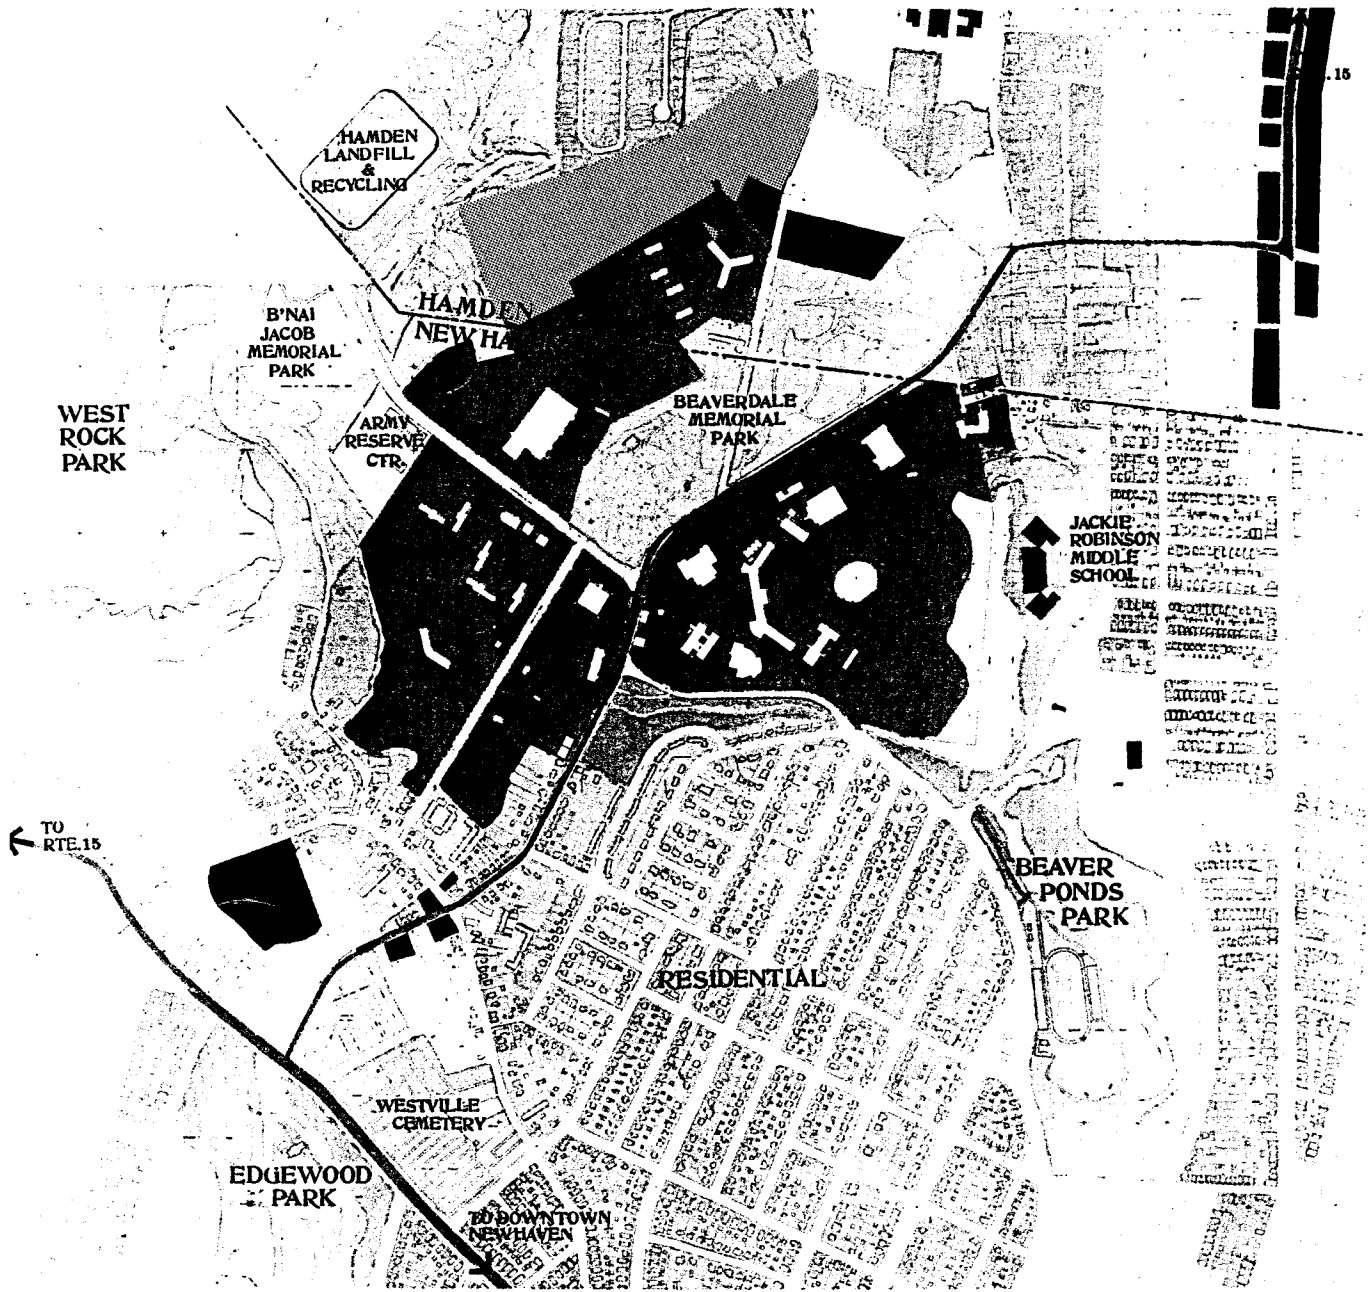 .15
HAMDEN
LANDFILL
&
RECYCLING
HAMDEN
NEW HA
B'NAI
JACOB
MEMORIAL
PARK
WEST
ROCK
PARK
ARMY
RESERVE
CTR.
BEAVERDALE
MEMORIAL
PARK
JACKIE
ROBINSON
MIDDLE
SCHOOL
TO
RTE.15
BEAVER
PONDS
PARK
RESIDENTIAL
WESTVILLE
CEMETERY
EDGEWOOD
PARK
TO DOWNTOWN
NEW HAVEN